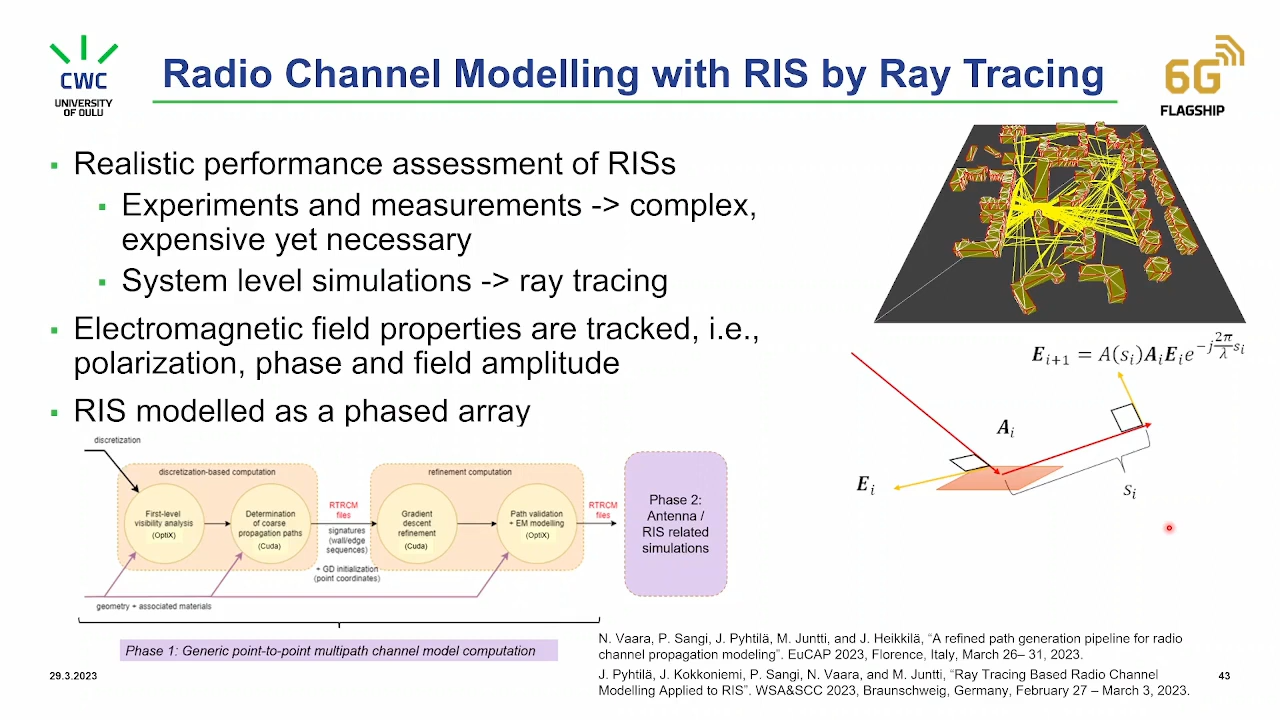 CWC
UNIVERSITY
OF OULU
Radio Channel Modelling with RIS by Ray Tracing
6G
FLAGSHIP
▪ Realistic performance assessment of RISs
▪ Experiments and measurements -> complex,
expensive yet necessary
▪ System level simulations -> ray tracing
▪ Electromagnetic field properties are tracked, i.e.,
polarization, phase and field amplitude
▪ RIS modelled as a phased array
E_{i+1} = A(s_i)A_iE_ie^{-j\frac{2π}{λ}s_i}
A_i
E_i
s_i
discretization
discretization-based computation
First-level
visibility analysis
(OptiX)
Determination
of coarse
propagation paths
(Cuda)
RTRCM
files
signatures
(wall/edge
sequences)
+ GD initialization
(point coordinates)
refinement computation
Gradient
descent
refinement
(Cuda)
Path validation
+ EM modelling
(OptiX)
RTRCM
files
Phase 2:
Antenna /
RIS related
simulations
geometry + associated materials
Phase 1: Generic point-to-point multipath channel model computation
N. Vaara, P. Sangi, J. Pyhtilä, M. Juntti, and J. Heikkilä, “A refined path generation pipeline for radio
channel propagation modeling”. EuCAP 2023, Florence, Italy, March 26– 31, 2023.
J. Pyhtilä, J. Kokkoniemi, P. Sangi, N. Vaara, and M. Juntti, “Ray Tracing Based Radio Channel
Modelling Applied to RIS”. WSA&SCC 2023, Braunschweig, Germany, February 27 – March 3, 2023.
29.3.2023
43